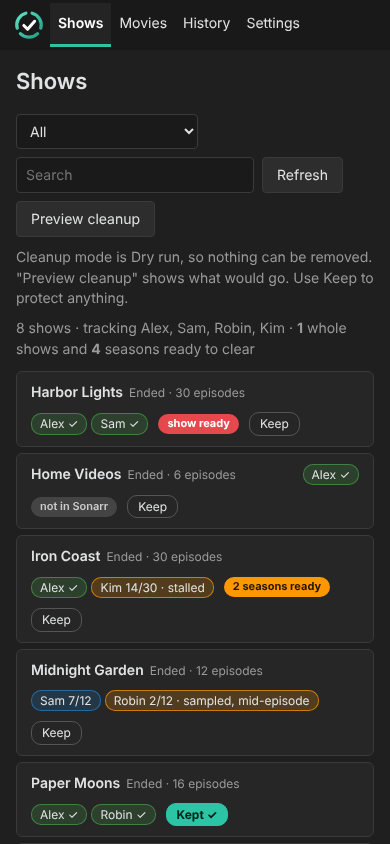 Shows Movies History Settings
Shows
All
Search Refresh
Preview cleanup
Cleanup mode is Dry run, so nothing can be removed.
"Preview cleanup" shows what would go. Use Keep to
protect anything.
8 shows · tracking Alex, Sam, Robin, Kim · 1 whole
shows and 4 seasons ready to clear
Harbor Lights Ended · 30 episodes
Alex ✓ Sam ✓ show ready Keep
Home Videos Ended · 6 episodes Alex ✓
not in Sonarr Keep
Iron Coast Ended · 30 episodes
Alex ✓ Kim 14/30 · stalled 2 seasons ready
Keep
Midnight Garden Ended · 12 episodes
Sam 7/12 Robin 2/12 · sampled, mid-episode
Keep
Paper Moons Ended · 16 episodes
Alex ✓ Robin ✓ Kept ✓